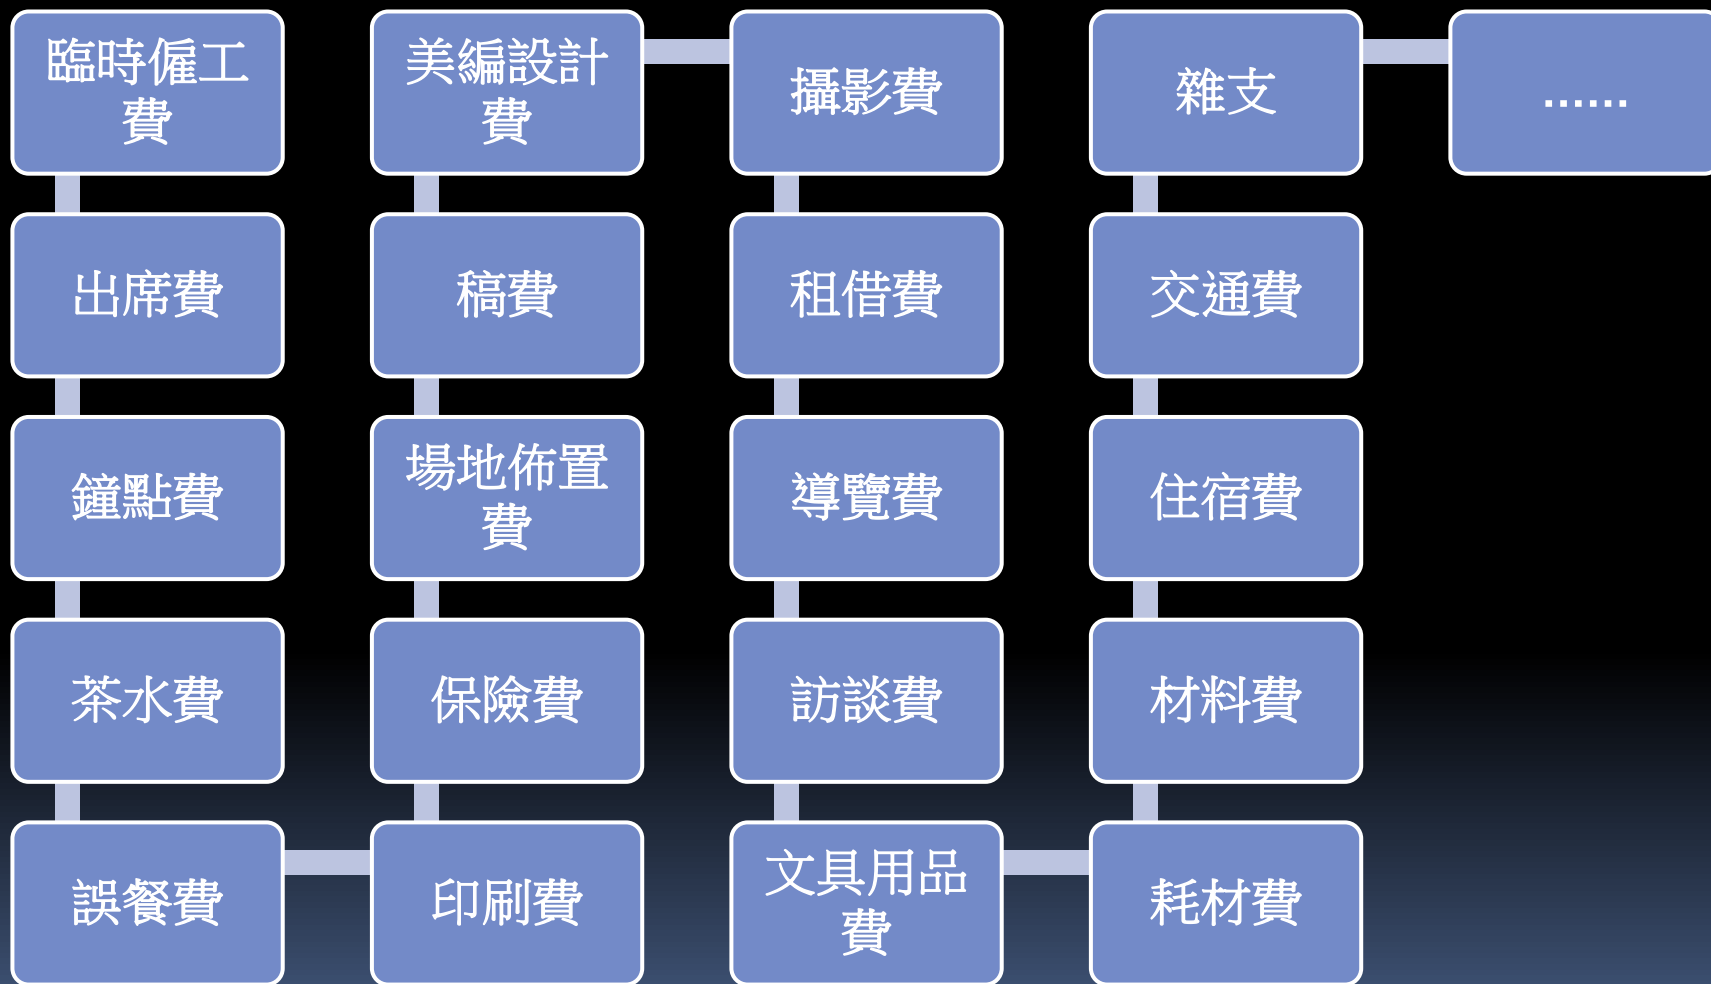 臨時僱工
費
出席費
鐘點費
茶水費
誤餐費
印刷費
保險費
場地佈置
費
稿費
美編設計
費
攝影費
租借費
導覽費
訪談費
文具用品
費
耗材費
材料費
住宿費
交通費
雜支
……